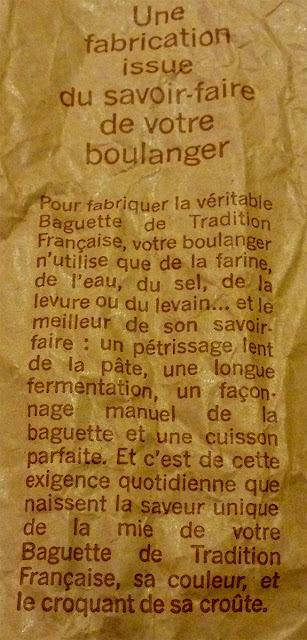 Une
fabrication
issue
du savoir-faire
de votre
boulanger
Pour fabriquer la véritable
Baguette de Tradition
Française, votre boulanger
n'utilise que de la farine,
de l'eau, du sel, de la
levure ou du levain... et le
meilleur de son savoir-
faire : un pétrissage lent
de la pâte, une longue
fermentation, un façon-
nage manuel de la
baguette et une cuisson
parfaite. Et c'est de cette
exigence quotidienne que
naissent la saveur unique
de la mie de votre
Baguette de Tradition
Française, sa couleur, et
le croquant de sa croûte.